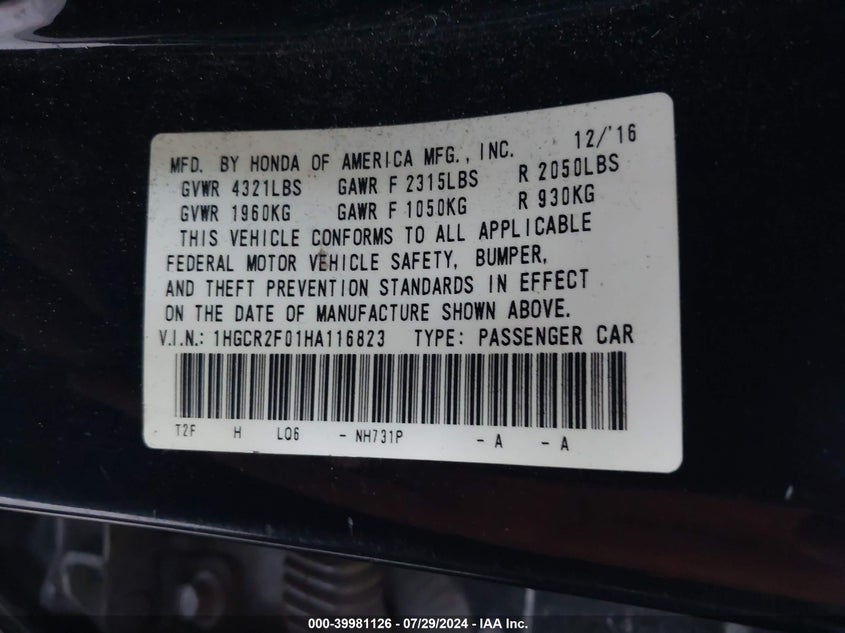 12/'16
MFD. BY HONDA OF AMERICA MFG., INC.
GVWR 4321LBS GAWR F 2315LBS R 2050LBS
GVWR 1960KG GAWR F 1050KG R 930KG
THIS VEHICLE CONFORMS TO ALL APPLICABLE
FEDERAL MOTOR VEHICLE SAFETY, BUMPER,
AND THEFT PREVENTION STANDARDS IN EFFECT
ON THE DATE OF MANUFACTURE SHOWN ABOVE.
V.I.N.: 1HGCR2F01HA116823 TYPE: PASSENGER CAR
T2F H LQ6 - NH731P - A - A
000-39981126 - 07/29/2024 - IAA Inc.